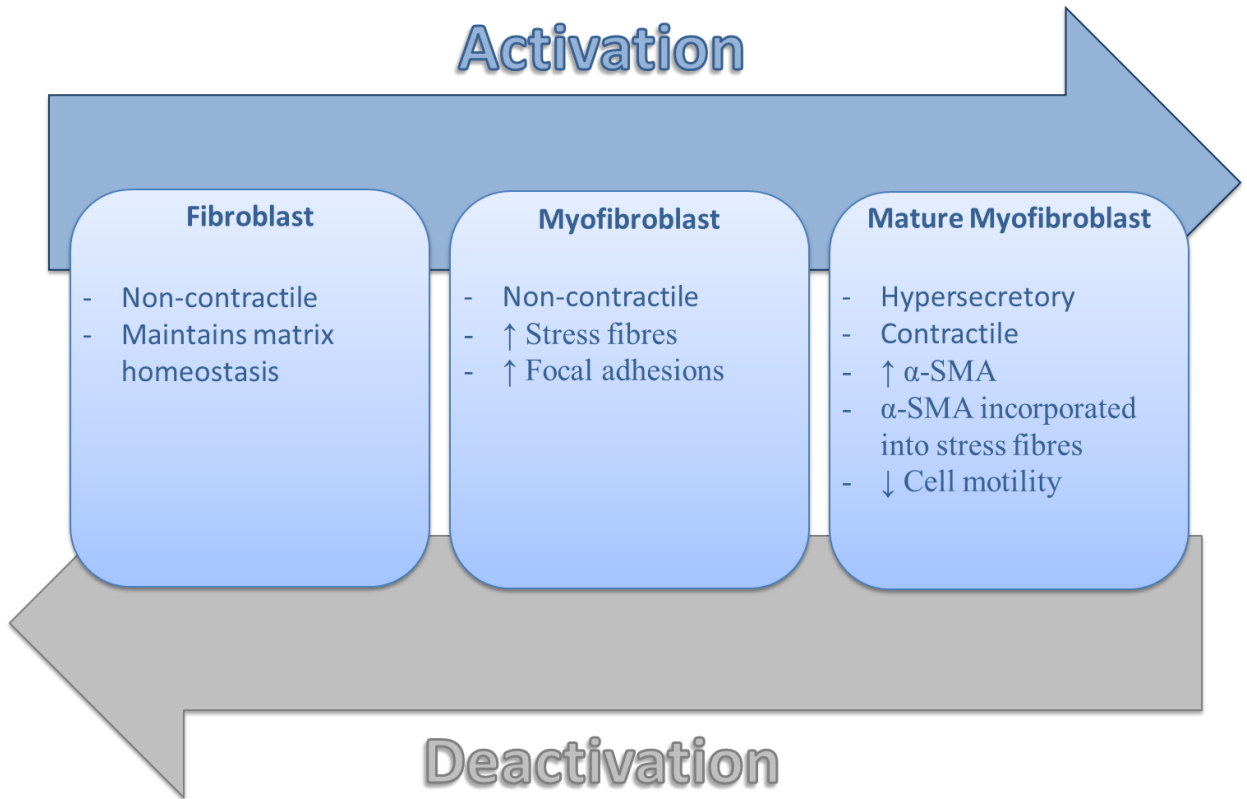 Activation
Fibroblast
- Non-contractile
- Maintains matrix
homeostasis
Myofibroblast
- Non-contractile
- ↑ Stress fibres
- ↑ Focal adhesions
Mature Myofibroblast
- Hypersecretory
- Contractile
- ↑ α-SMA
- α-SMA incorporated
into stress fibres
- ↓ Cell motility
Deactivation